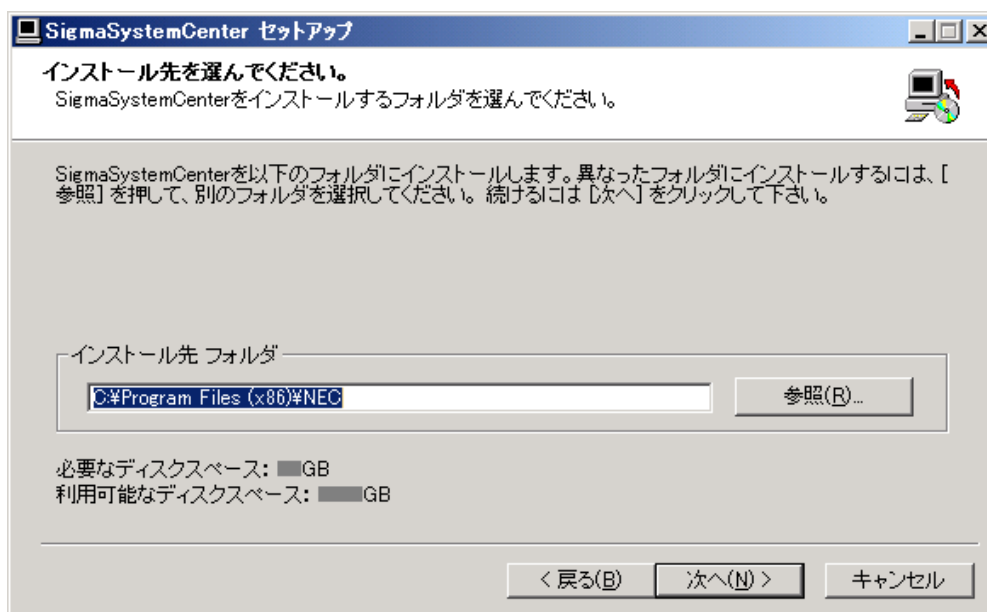 SigmaSystemCenter セットアップ
インストール先を選んでください。
SigmaSystemCenterをインストールするフォルダを選んでください。
SigmaSystemCenterを以下のフォルダにインストールします。異なったフォルダにインストールするには、[
参照] を押して、別のフォルダを選択してください。続けるには [次へ] をクリックして下さい。
インストール先 フォルダ
C:¥Program Files (x86)¥NEC
参照(R)...
必要なディスクスペース: GB
利用可能なディスクスペース: GB
< 戻る(B)
次へ(N) >
キャンセル